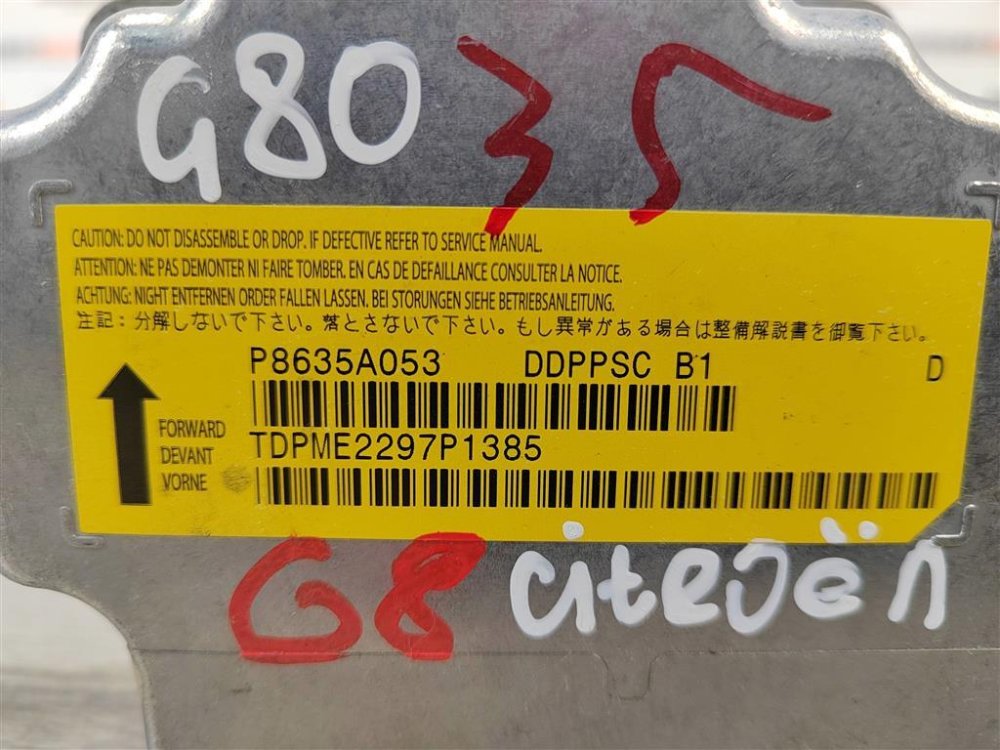 G80 35
CAUTION: DO NOT DISASSEMBLE OR DROP. IF DEFECTIVE REFER TO SERVICE MANUAL.
ATTENTION: NE PAS DEMONTER NI FAIRE TOMBER. EN CAS DE DEFAILLANCE CONSULTER LA NOTICE.
ACHTUNG: NIGHT ENTFERNEN ORDER FALLEN LASSEN. BEI STORUNGEN SIEHE BETRIEBSANLEITUNG.
注記：分解しないで下さい。落とさないで下さい。もし異常がある場合は整備解説書を御覧下さい。
P8635A053 DDPPSC B1 D
FORWARD
TDPME2297P1385
DEVANT
VORNE
G8 citroën